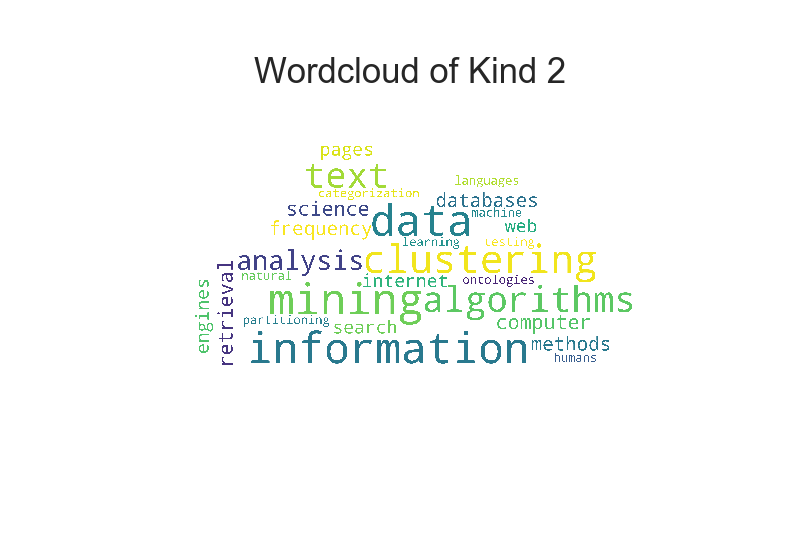 Wordcloud of Kind 2
pages
text
languages
categorization
databases
science
data
machine
frequency
web
learning
testing
analysis
clustering
natural
internet
ontologies
engines
retrieval
mining
algorithms
partitioning
search
computer
information
methods
humans